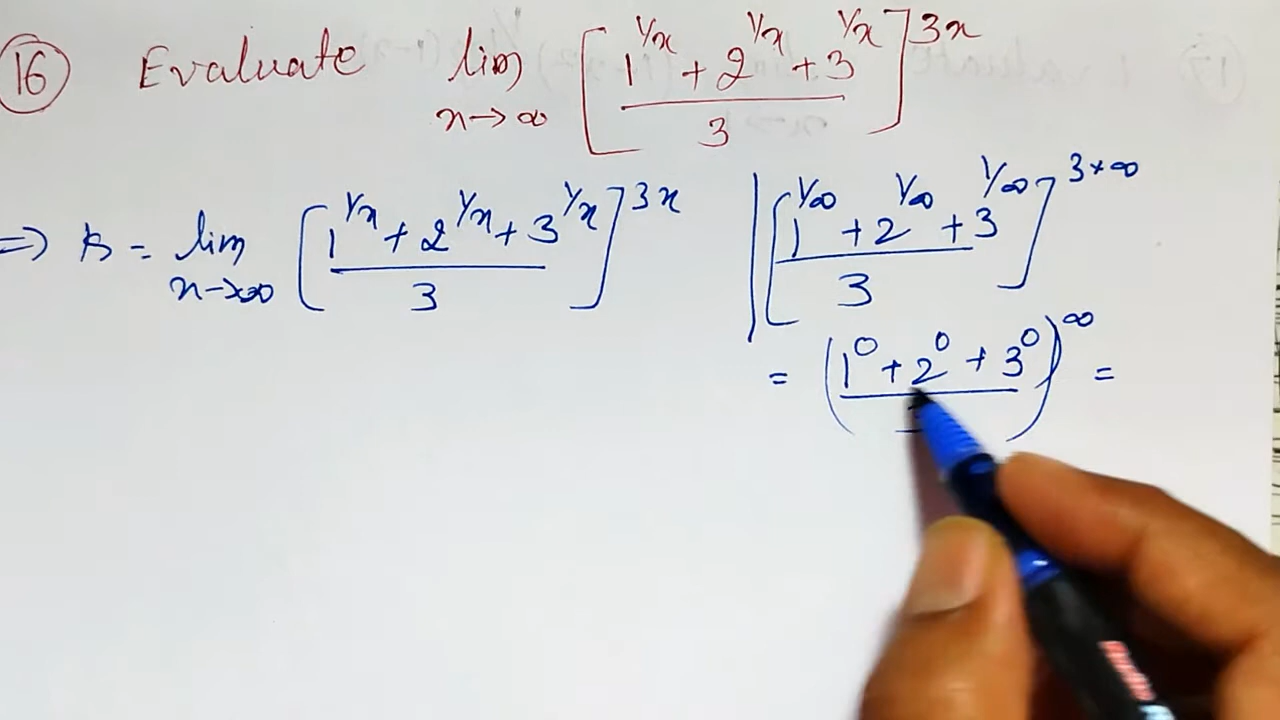 16 Evaluate lim x→∞ [ (1^{1/x} + 2^{1/x} + 3^{1/x}) / 3 ]^{3x}
⇒ k = lim x→∞ [ (1^{1/x} + 2^{1/x} + 3^{1/x}) / 3 ]^{3x}
[ (1^{1/∞} + 2^{1/∞} + 3^{1/∞}) / 3 ]^{3×∞}
= ( (1^0 + 2^0 + 3^0) / )^∞ =